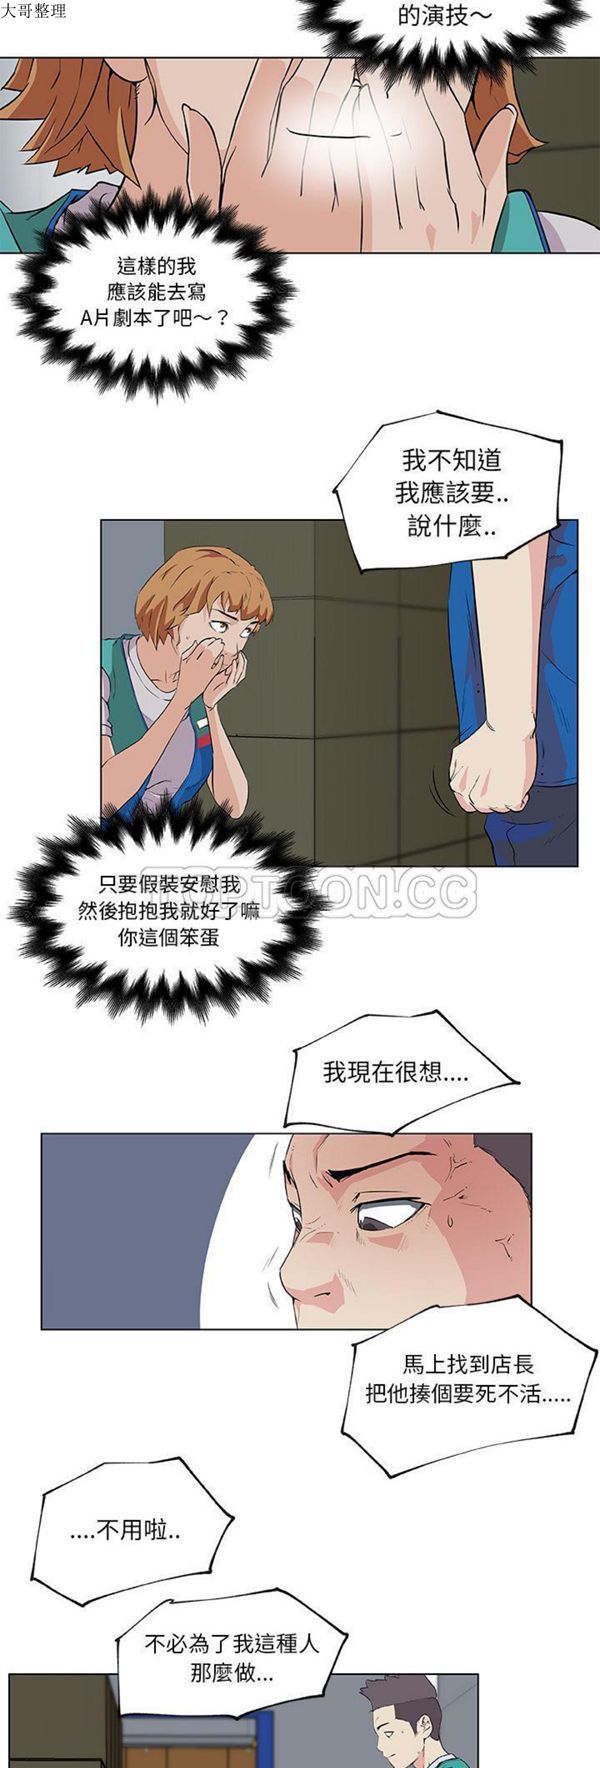 大哥整理
的演技～
這樣的我
應該能去寫
A片劇本了吧～？
我不知道
我應該要..
說什麼..
只要假裝安慰我
然後抱抱我就好了嘛
你這個笨蛋
TOPTOON.CC
我現在很想....
馬上找到店長
把他揍個要死不活.....
....不用啦..
不必為了我這種人
那麼做...